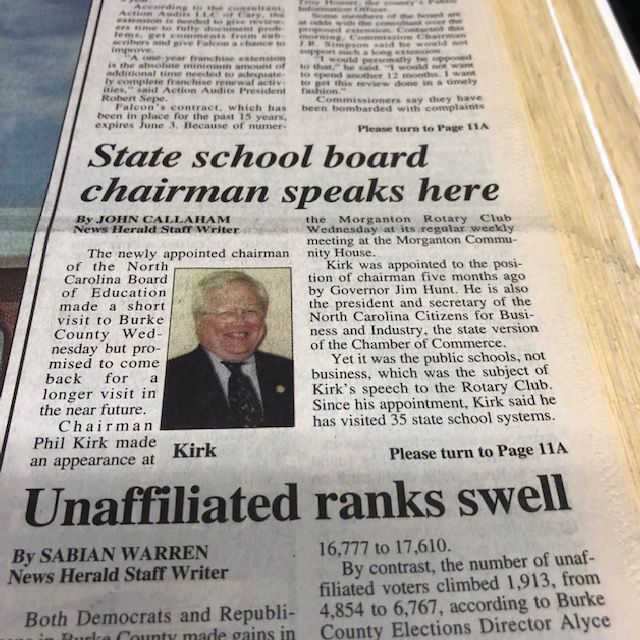 According to the consultant,
Action Audits LLC of Cary, the
extension is to give review-
ers time to fully document prob-
lems, get comments from sub-
scribers and give Falcon a chance to
improve.
"A one-year franchise extension
is the absolute minimum amount of
additional time needed to adequate-
ly complete franchise renewal activi-
ties," said Action Audits President
Robert Sepe.
Falcon's contract, which has
been in place for the past 15 years,
expires June 3. Because of numer-
Information Officer.
Some members of the board are
at odds with the consultant over the
proposed extension. Contacted this
morning, Commission Chairman
J.R. Simpson said he would not
support such a long extension.
"I would personally be opposed
to that," he said. "I would not want
to spend another 12 months. I want
to get this review done in a timely
fashion."
Commissioners say they have
been bombarded with complaints
Please turn to Page 11A
State school board
chairman speaks here
By JOHN CALLAHAM
News Herald Staff Writer
The newly appointed chairman
of the North
Carolina Board
of Education
made a short
visit to Burke
County Wed-
nesday but pro-
mised to come
back for a
longer visit in
the near future.
Chairman
Phil Kirk made
an appearance at
Kirk
the Morganton Rotary Club
Wednesday at its regular weekly
meeting at the Morganton Commu-
nity House.
Kirk was appointed to the posi-
tion of chairman five months ago
by Governor Jim Hunt. He is also
the president and secretary of the
North Carolina Citizens for Busi-
ness and Industry, the state version
of the Chamber of Commerce.
Yet it was the public schools, not
business, which was the subject of
Kirk's speech to the Rotary Club.
Since his appointment, Kirk said he
has visited 35 state school systems.
Please turn to Page 11A
Unaffiliated ranks swell
By SABIAN WARREN
News Herald Staff Writer
Both Democrats and Republi-
in Burke County made gains in
16,777 to 17,610.
By contrast, the number of unaf-
filiated voters climbed 1,913, from
4,854 to 6,767, according to Burke
County Elections Director Alyce